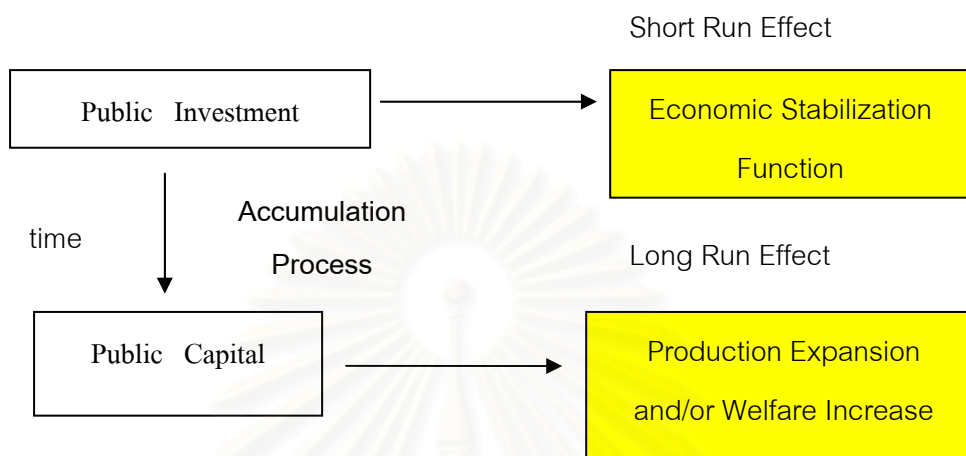 Short Run Effect
Public Investment
Economic Stabilization
Function
time
Accumulation
Process
Long Run Effect
Public Capital
Production Expansion
and/or Welfare Increase